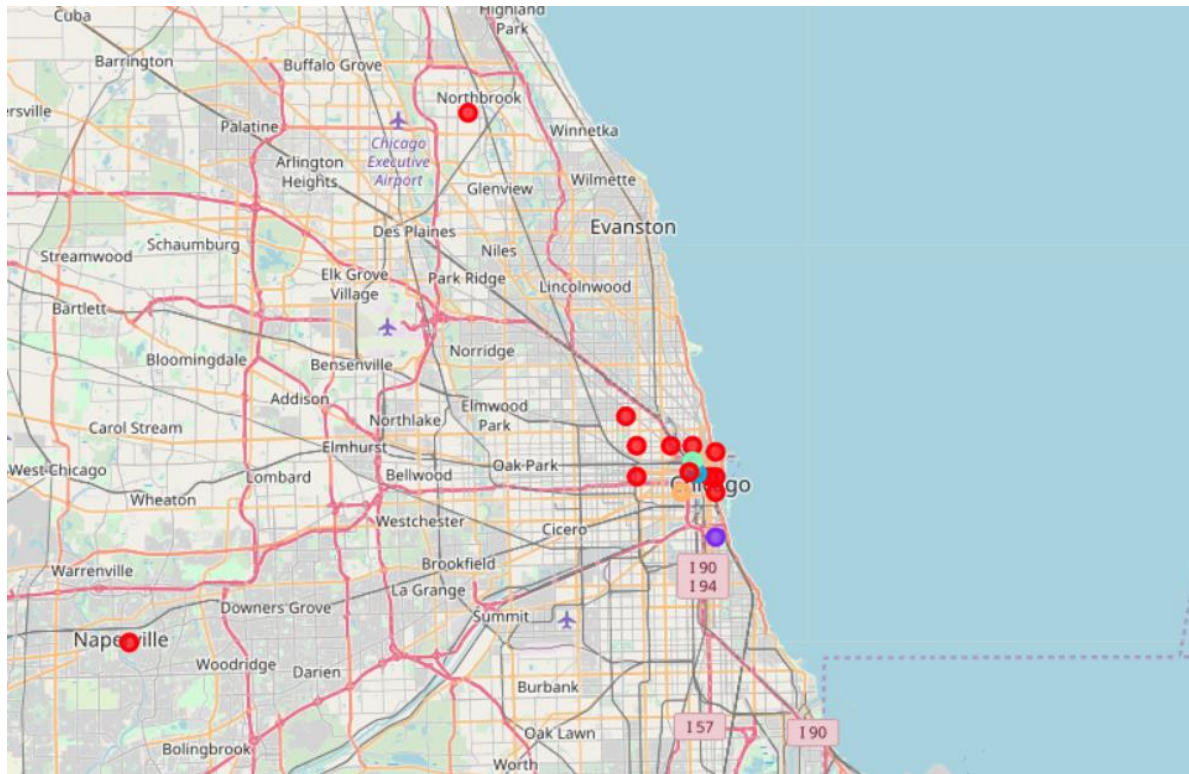 Highland
Park
Cuba
Barrington
Buffalo Grove
Northbrook
ersville
Palatine
Chicago
Executive
Airport
Winnetka
Arlington
Heights
Glenview
Wilmette
Evanston
Des Plaines
Schaumburg
Niles
Streamwood
Elk Grove
Village
Park Ridge
Lincolnwood
Bartlett
Norridge
Bloomingdale
Bensenville
Addison
Elmwood
Park
Northlake
Carol Stream
Elmhurst
Oak Park
West Chicago
Lombard
Bellwood
Chicago
Wheaton
Westchester
Cicero
Brookfield
Warrenville
I 90
I 94
La Grange
Downers Grove
Summit
Naperville
Woodridge
Darien
Burbank
I 57
I 90
Oak Lawn
Bolingbrook
Worth